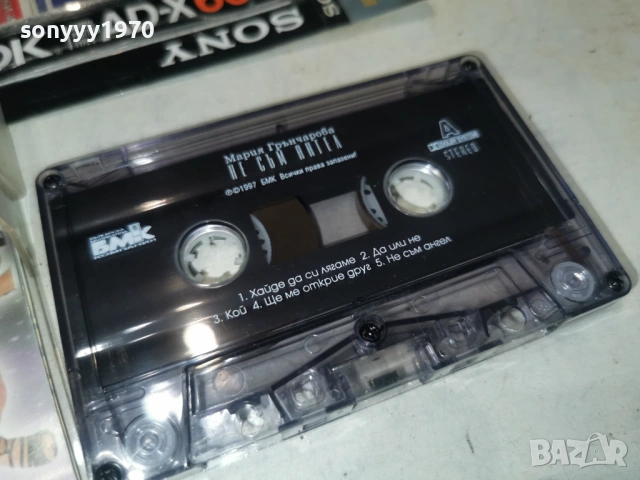 sonyyy1970
SONY
Мария Грънчарова
НЕ СЪМ АНГЕЛ
℗©1997 БМК Всички права запазени!
A
STEREO
БМК
1. Хайде да си лягаме 2. Да или не
3. Кой 4. Ще ме открие друг 5. Не съм ангел
BAZAR